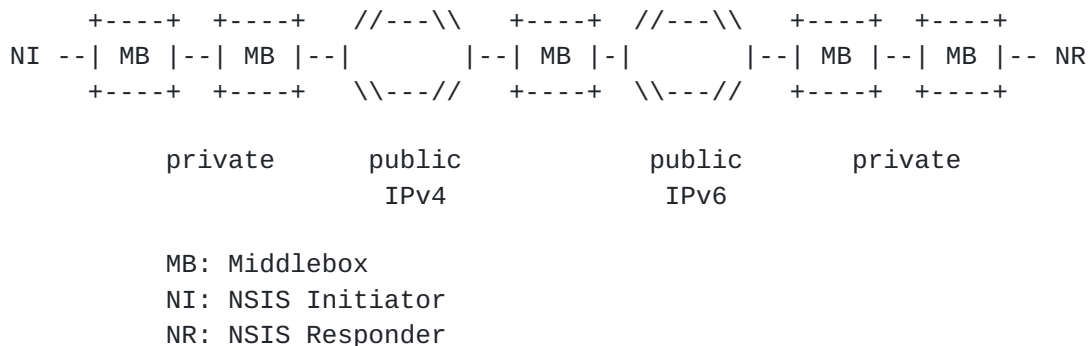 +----+  +----+   //---\\   +----+  //---\\   +----+  +----+
NI --| MB |--| MB |--|       |--| MB |-|       |--| MB |--| MB |-- NR
     +----+  +----+   \\---//   +----+  \\---//   +----+  +----+
          private      public            public       private
                        IPv4              IPv6
          MB: Middlebox
          NI: NSIS Initiator
          NR: NSIS Responder